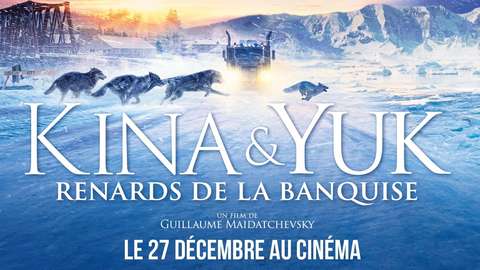 KINA & YUK
RENARDS DE LA BANQUISE
UN FILM DE
GUILLAUME MAIDATCHEVSKY
LE 27 DÉCEMBRE AU CINÉMA